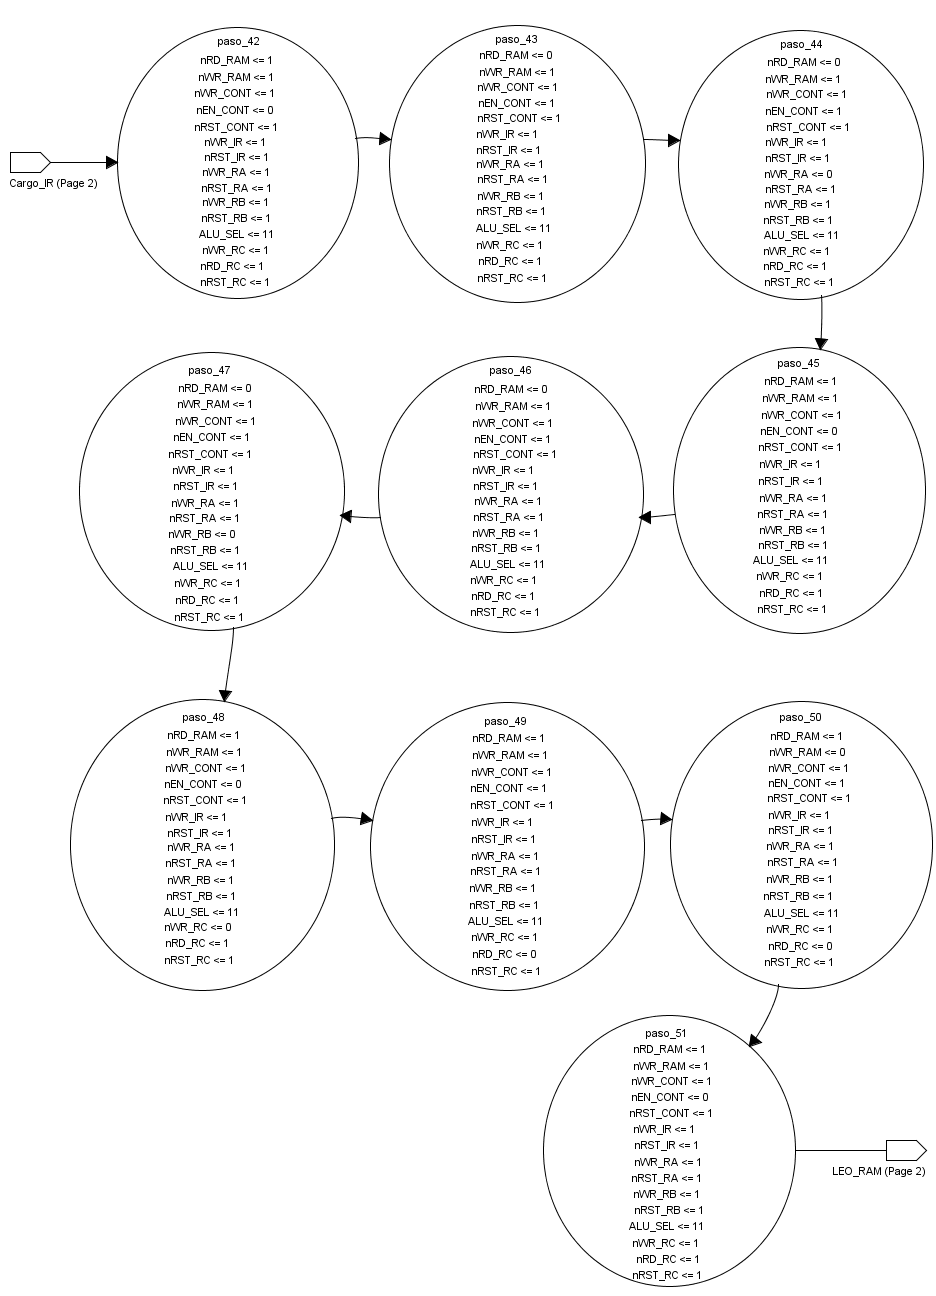 Cargo_IR (Page 2)
paso_42
nRD_RAM <= 1
nWR_RAM <= 1
nWR_CONT <= 1
nEN_CONT <= 0
nRST_CONT <= 1
nWR_IR <= 1
nRST_IR <= 1
nWR_RA <= 1
nRST_RA <= 1
nWR_RB <= 1
nRST_RB <= 1
ALU_SEL <= 11
nWR_RC <= 1
nRD_RC <= 1
nRST_RC <= 1
paso_43
nRD_RAM <= 0
nWR_RAM <= 1
nWR_CONT <= 1
nEN_CONT <= 1
nRST_CONT <= 1
nWR_IR <= 1
nRST_IR <= 1
nWR_RA <= 1
nRST_RA <= 1
nWR_RB <= 1
nRST_RB <= 1
ALU_SEL <= 11
nWR_RC <= 1
nRD_RC <= 1
nRST_RC <= 1
paso_44
nRD_RAM <= 0
nWR_RAM <= 1
nWR_CONT <= 1
nEN_CONT <= 1
nRST_CONT <= 1
nWR_IR <= 1
nRST_IR <= 1
nWR_RA <= 0
nRST_RA <= 1
nWR_RB <= 1
nRST_RB <= 1
ALU_SEL <= 11
nWR_RC <= 1
nRD_RC <= 1
nRST_RC <= 1
paso_45
nRD_RAM <= 1
nWR_RAM <= 1
nWR_CONT <= 1
nEN_CONT <= 0
nRST_CONT <= 1
nWR_IR <= 1
nRST_IR <= 1
nWR_RA <= 1
nRST_RA <= 1
nWR_RB <= 1
nRST_RB <= 1
ALU_SEL <= 11
nWR_RC <= 1
nRD_RC <= 1
nRST_RC <= 1
paso_46
nRD_RAM <= 0
nWR_RAM <= 1
nWR_CONT <= 1
nEN_CONT <= 1
nRST_CONT <= 1
nWR_IR <= 1
nRST_IR <= 1
nWR_RA <= 1
nRST_RA <= 1
nWR_RB <= 1
nRST_RB <= 1
ALU_SEL <= 11
nWR_RC <= 1
nRD_RC <= 1
nRST_RC <= 1
paso_47
nRD_RAM <= 0
nWR_RAM <= 1
nWR_CONT <= 1
nEN_CONT <= 1
nRST_CONT <= 1
nWR_IR <= 1
nRST_IR <= 1
nWR_RA <= 1
nRST_RA <= 1
nWR_RB <= 0
nRST_RB <= 1
ALU_SEL <= 11
nWR_RC <= 1
nRD_RC <= 1
nRST_RC <= 1
paso_48
nRD_RAM <= 1
nWR_RAM <= 1
nWR_CONT <= 1
nEN_CONT <= 0
nRST_CONT <= 1
nWR_IR <= 1
nRST_IR <= 1
nWR_RA <= 1
nRST_RA <= 1
nWR_RB <= 1
nRST_RB <= 1
ALU_SEL <= 11
nWR_RC <= 0
nRD_RC <= 1
nRST_RC <= 1
paso_49
nRD_RAM <= 1
nWR_RAM <= 1
nWR_CONT <= 1
nEN_CONT <= 1
nRST_CONT <= 1
nWR_IR <= 1
nRST_IR <= 1
nWR_RA <= 1
nRST_RA <= 1
nWR_RB <= 1
nRST_RB <= 1
ALU_SEL <= 11
nWR_RC <= 1
nRD_RC <= 0
nRST_RC <= 1
paso_50
nRD_RAM <= 1
nWR_RAM <= 0
nWR_CONT <= 1
nEN_CONT <= 1
nRST_CONT <= 1
nWR_IR <= 1
nRST_IR <= 1
nWR_RA <= 1
nRST_RA <= 1
nWR_RB <= 1
nRST_RB <= 1
ALU_SEL <= 11
nWR_RC <= 1
nRD_RC <= 0
nRST_RC <= 1
paso_51
nRD_RAM <= 1
nWR_RAM <= 1
nWR_CONT <= 1
nEN_CONT <= 0
nRST_CONT <= 1
nWR_IR <= 1
nRST_IR <= 1
nWR_RA <= 1
nRST_RA <= 1
nWR_RB <= 1
nRST_RB <= 1
ALU_SEL <= 11
nWR_RC <= 1
nRD_RC <= 1
nRST_RC <= 1
LEO_RAM (Page 2)